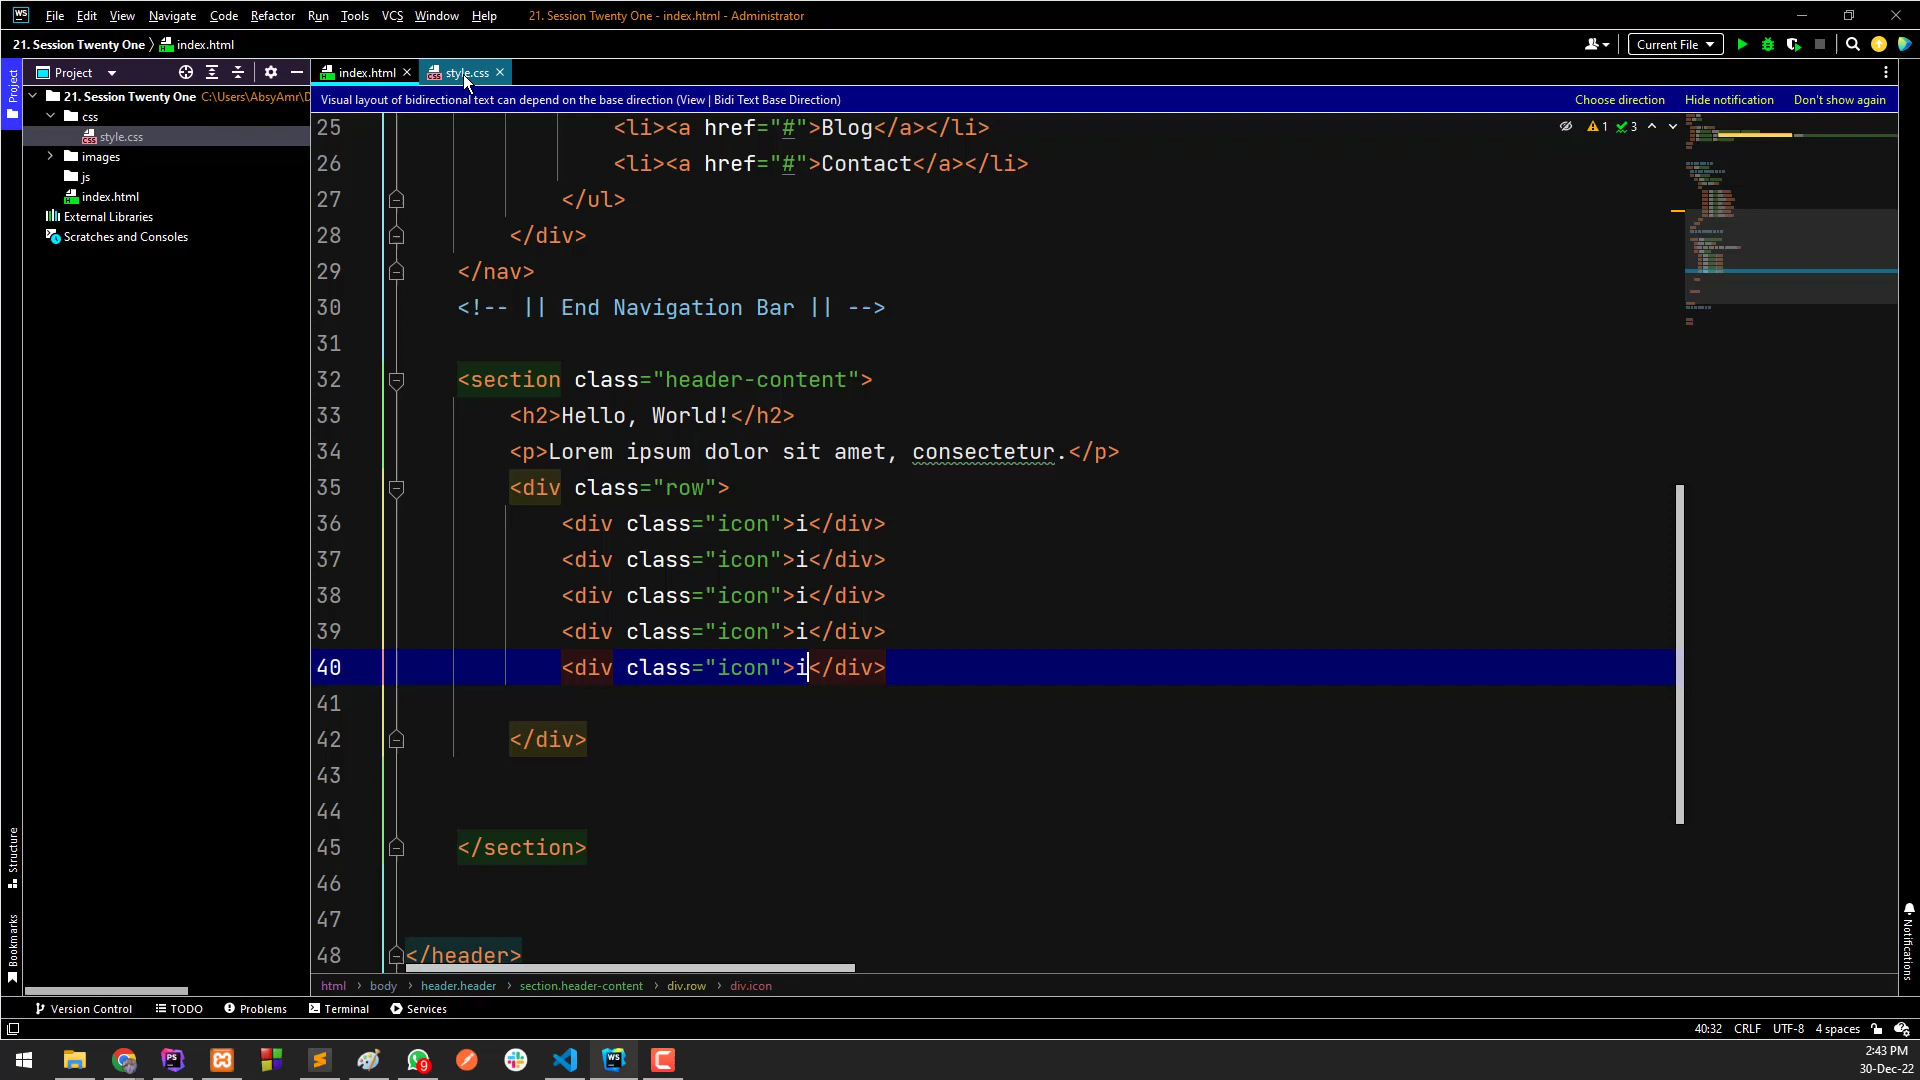 File Edit View Navigate Code Refactor Run Tools VCS Window Help 21. Session Twenty One - index.html - Administrator
21. Session Twenty One index.html Current File
Project index.html style.css
Project
21. Session Twenty One C:\Users\AbsyAmr\D
css
style.css
images
js
index.html
External Libraries
Scratches and Consoles
Structure
Bookmarks
Visual layout of bidirectional text can depend on the base direction (View | Bidi Text Base Direction) Choose direction Hide notification Don't show again
1 3
25 <li><a href="#">Blog</a></li>
26 <li><a href="#">Contact</a></li>
27 </ul>
28 </div>
29 </nav>
30 <!-- || End Navigation Bar || -->
31
32 <section class="header-content">
33 <h2>Hello, World!</h2>
34 <p>Lorem ipsum dolor sit amet, consectetur.</p>
35 <div class="row">
36 <div class="icon">i</div>
37 <div class="icon">i</div>
38 <div class="icon">i</div>
39 <div class="icon">i</div>
40 <div class="icon">i</div>
41
42 </div>
43
44
45 </section>
46
47
48 </header>
Notifications
html body header.header section.header-content div.row div.icon
Version Control TODO Problems Terminal Services
40:32 CRLF UTF-8 4 spaces
2:43 PM
30-Dec-22